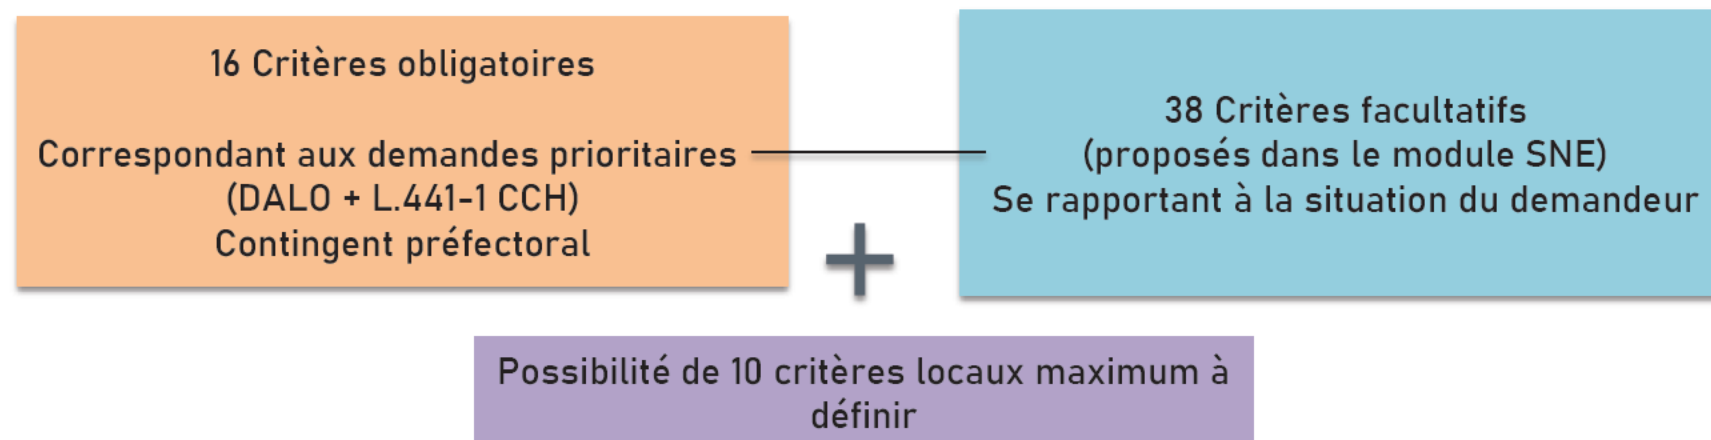 16 Critères obligatoires
Correspondant aux demandes prioritaires
(DALO + L.441-1 CCH)
Contingent préfectoral
38 Critères facultatifs
(proposés dans le module SNE)
Se rapportant à la situation du demandeur
+
Possibilité de 10 critères locaux maximum à
définir